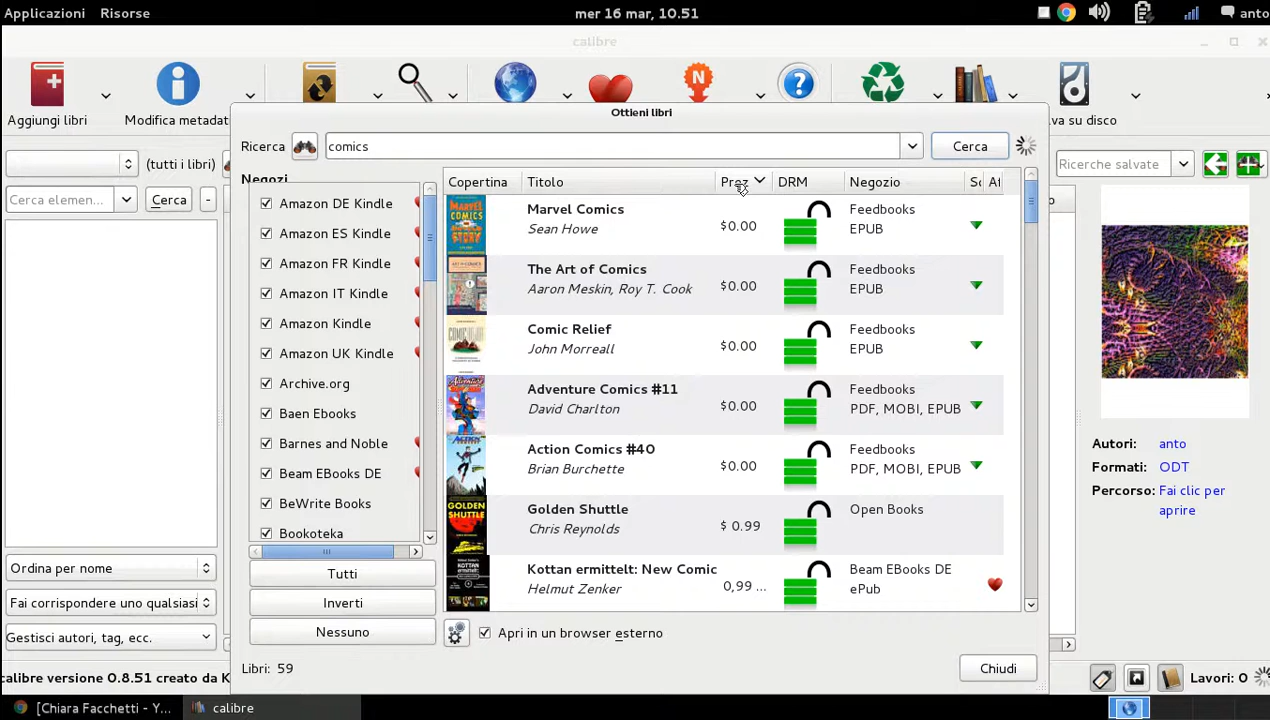 Applicazioni Risorse mer 16 mar, 10.51 anto
calibre
Aggiungi libri Modifica metadat va su disco
Ottieni libri
Ricerca comics Cerca
(tutti i libri) Ricerche salvate
Cerca elemen... Cerca -
Negozi
Amazon DE Kindle
Amazon ES Kindle
Amazon FR Kindle
Amazon IT Kindle
Amazon Kindle
Amazon UK Kindle
Archive.org
Baen Ebooks
Barnes and Noble
Beam EBooks DE
BeWrite Books
Bookoteka
Tutti
Inverti
Nessuno
Copertina Titolo Prez DRM Negozio Sc Af
Marvel Comics
Sean Howe
$0.00
Feedbooks
EPUB
The Art of Comics
Aaron Meskin, Roy T. Cook
$0.00
Feedbooks
EPUB
Comic Relief
John Morreall
$0.00
Feedbooks
EPUB
Adventure Comics #11
David Charlton
$0.00
Feedbooks
PDF, MOBI, EPUB
Action Comics #40
Brian Burchette
$0.00
Feedbooks
PDF, MOBI, EPUB
GOLDEN SHUTTLE
Golden Shuttle
Chris Reynolds
$ 0.99
Open Books
Kottan ermittelt: New Comic
Helmut Zenker
0,99 ...
Beam EBooks DE
ePub
Apri in un browser esterno
Libri: 59
Chiudi
Autori: anto
Formati: ODT
Percorso: Fai clic per
aprire
Ordina per nome
Fai corrispondere uno qualsiasi
Gestisci autori, tag, ecc.
calibre versione 0.8.51 creato da K
Lavori: 0
[Chiara Facchetti - Y... calibre